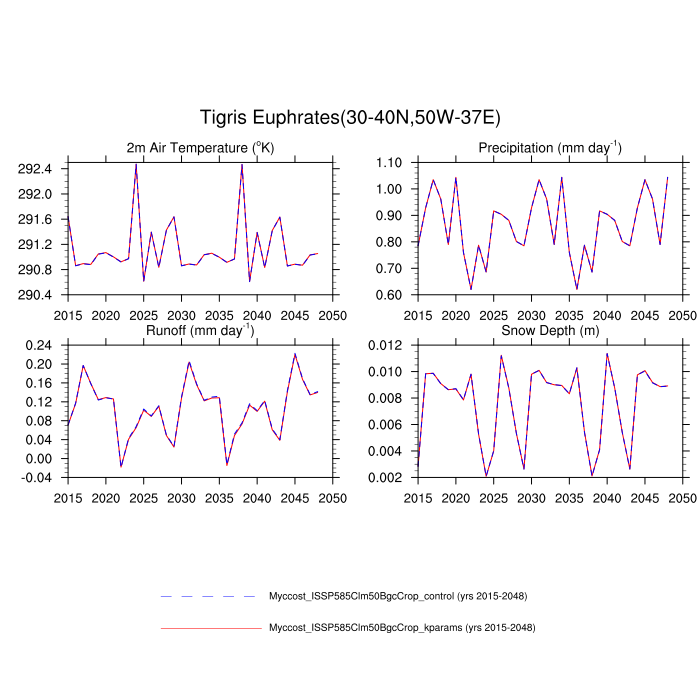 Tigris Euphrates(30-40N,50W-37E)
2m Air Temperature (°K)
Precipitation (mm day⁻¹)
292.4
292.0
291.6
291.2
290.8
290.4
2015 2020 2025 2030 2035 2040 2045 2050
1.10
1.00
0.90
0.80
0.70
0.60
2015 2020 2025 2030 2035 2040 2045 2050
Runoff (mm day⁻¹)
Snow Depth (m)
0.24
0.20
0.16
0.12
0.08
0.04
0.00
-0.04
2015 2020 2025 2030 2035 2040 2045 2050
0.012
0.010
0.008
0.006
0.004
0.002
2015 2020 2025 2030 2035 2040 2045 2050
Myccost_ISSP585Clm50BgcCrop_control (yrs 2015-2048)
Myccost_ISSP585Clm50BgcCrop_kparams (yrs 2015-2048)